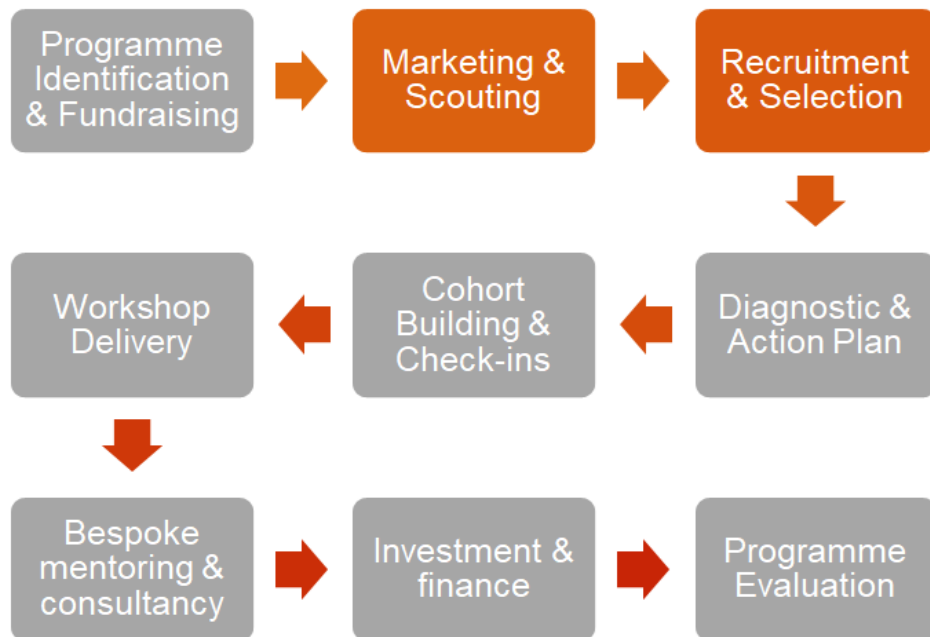 Programme
Identification
& Fundraising
Marketing &
Scouting
Recruitment
& Selection
Workshop
Delivery
Cohort
Building &
Check-ins
Diagnostic &
Action Plan
Bespoke
mentoring &
consultancy
Investment &
finance
Programme
Evaluation